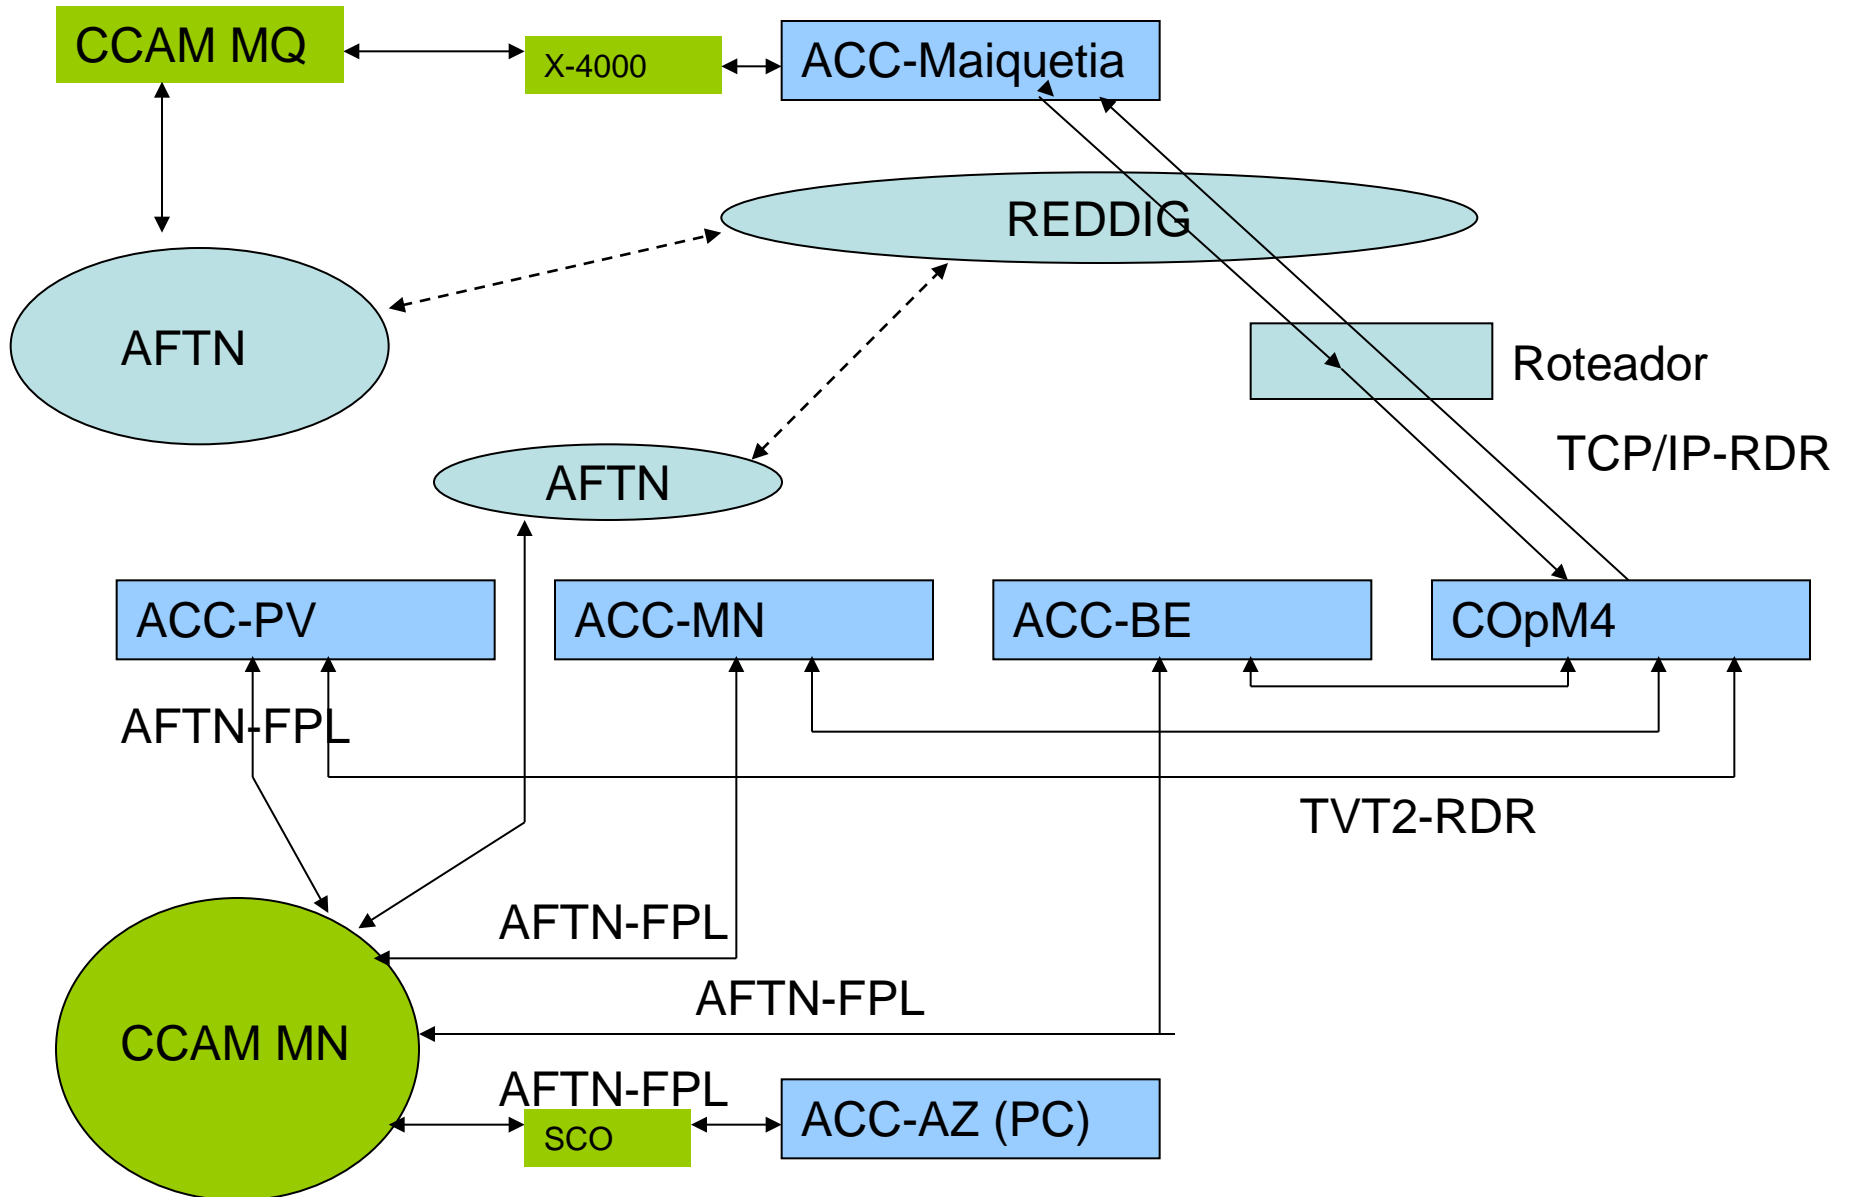 CCAM MQ
X-4000
ACC-Maiquetia
REDDIG
AFTN
Roteador
TCP/IP-RDR
AFTN
ACC-PV
ACC-MN
ACC-BE
COpM4
AFTN-FPL
TVT2-RDR
AFTN-FPL
AFTN-FPL
CCAM MN
AFTN-FPL
SCO
ACC-AZ (PC)